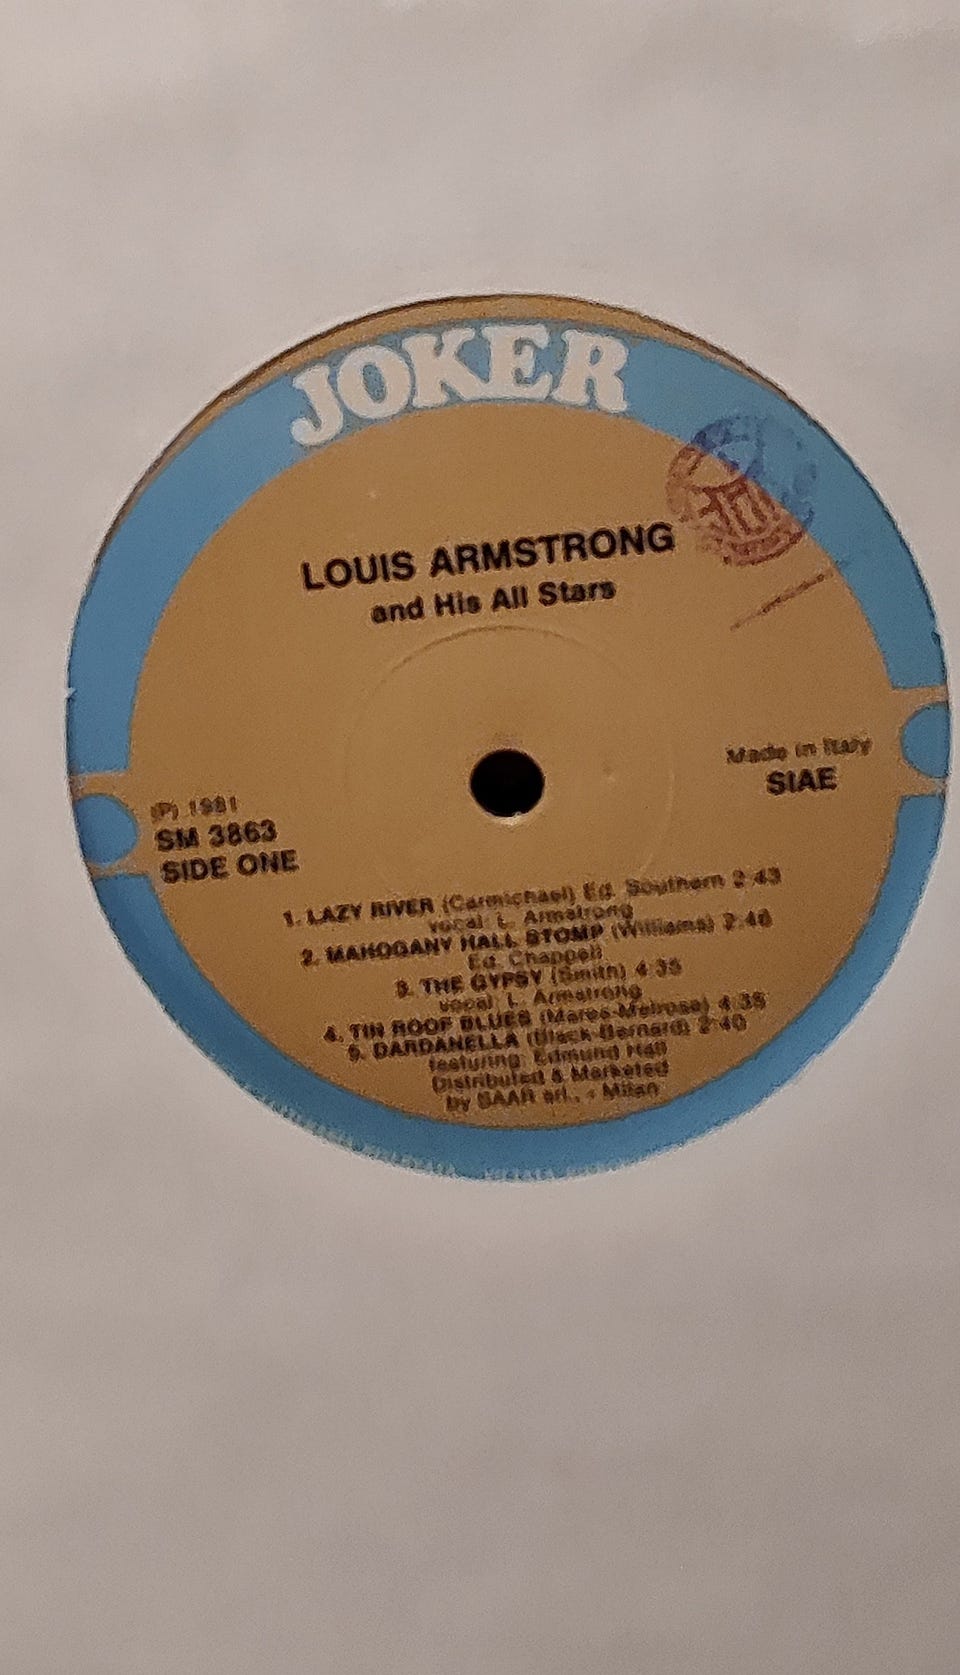 JOKER
LOUIS ARMSTRONG
and His All Stars
Made in Italy
SIAE
(P) 1981
SM 3863
SIDE ONE
1. LAZY RIVER (Carmichael) Ed. Southern 2'43
vocal: L. Armstrong
2. MAHOGANY HALL STOMP (Williams) 2'46
Ed. Chappell
3. THE GYPSY (Smith) 4'35
vocal: L. Armstrong
4. TIN ROOF BLUES (Mares-Melrose) 4'35
5. DARDANELLA (Black-Bernard) 2'40
featuring: Edmund Hall
Distributed & Marketed
by SAAR srl., - Milan